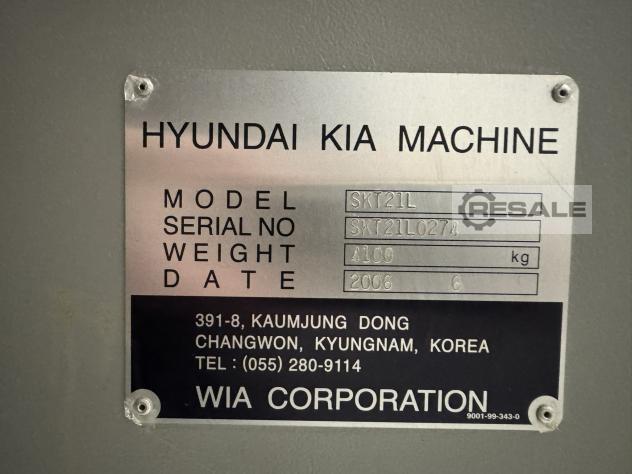 HYUNDAI KIA MACHINE
MODEL SKT21L
RESALE
SERIAL NO SKT21L0274
WEIGHT 4100 kg
DATE 2006 6
391-8, KAUMJUNG DONG
CHANGWON, KYUNGNAM, KOREA
TEL : (055) 280-9114
WIA CORPORATION
9001-99-343-0